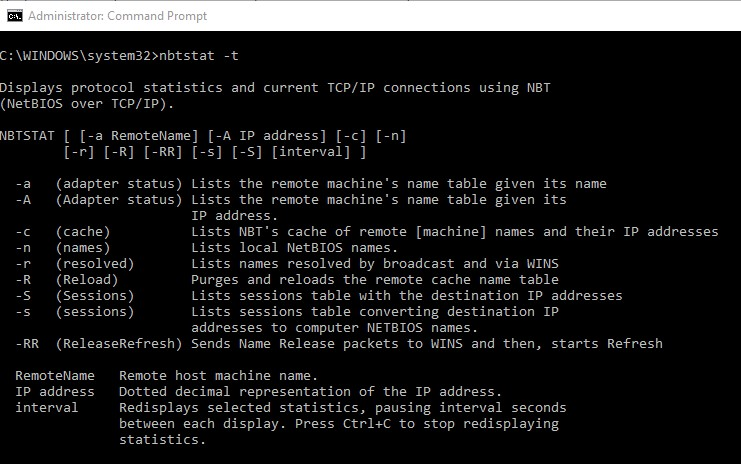 Administrator: Command Prompt
C:\WINDOWS\system32>nbtstat -t
Displays protocol statistics and current TCP/IP connections using NBT
(NetBIOS over TCP/IP).
NBTSTAT [ [-a RemoteName] [-A IP address] [-c] [-n]
[-r] [-R] [-RR] [-s] [-S] [interval] ]
-a (adapter status) Lists the remote machine's name table given its name
-A (Adapter status) Lists the remote machine's name table given its
IP address.
-c (cache) Lists NBT's cache of remote [machine] names and their IP addresses
-n (names) Lists local NetBIOS names.
-r (resolved) Lists names resolved by broadcast and via WINS
-R (Reload) Purges and reloads the remote cache name table
-S (Sessions) Lists sessions table with the destination IP addresses
-s (sessions) Lists sessions table converting destination IP
addresses to computer NETBIOS names.
-RR (ReleaseRefresh) Sends Name Release packets to WINS and then, starts Refresh
RemoteName Remote host machine name.
IP address Dotted decimal representation of the IP address.
interval Redisplays selected statistics, pausing interval seconds
between each display. Press Ctrl+C to stop redisplaying
statistics.